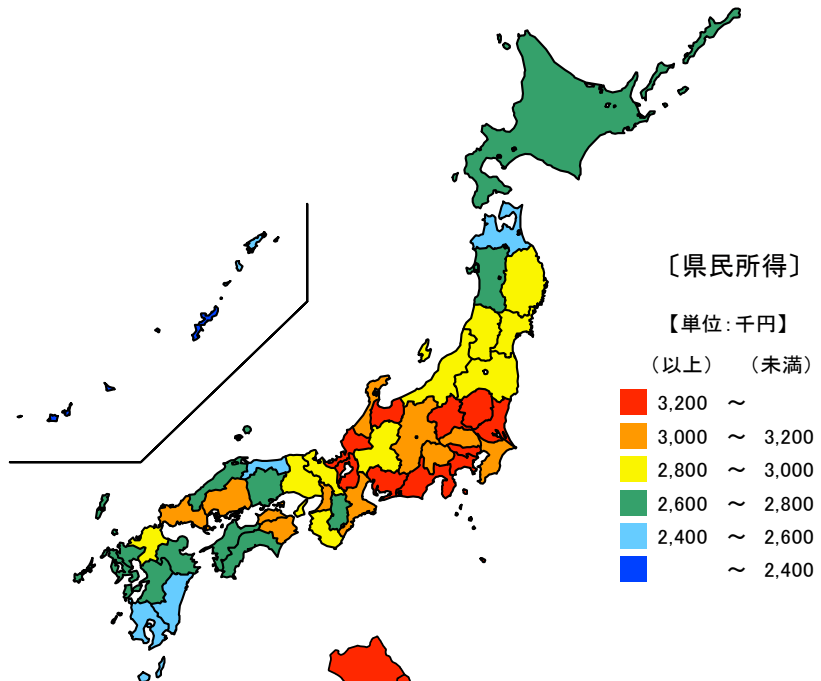 〔県民所得〕
【単位：千円】
（以上） （未満）
3,200 ～
3,000 ～ 3,200
2,800 ～ 3,000
2,600 ～ 2,800
2,400 ～ 2,600
～ 2,400